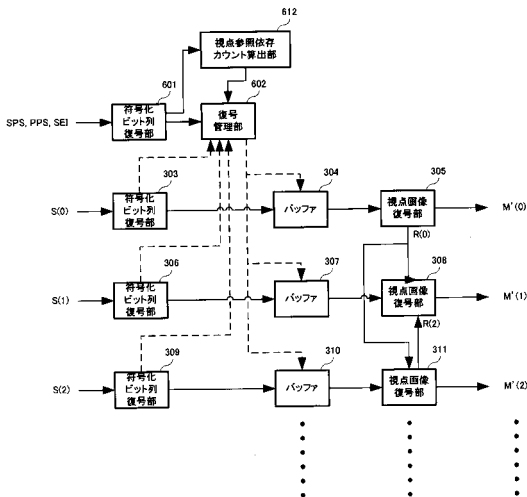 612
視点参照依存
カウント算出部
601
602
SPS, PPS, SEI
符号化
ビット列
復号部
復号
管理部
303
304
305
S(0)
符号化
ビット列
復号部
バッファ
視点画像
復号部
M'(0)
R(0)
306
307
308
S(1)
符号化
ビット列
復号部
バッファ
視点画像
復号部
M'(1)
R(2)
309
310
311
S(2)
符号化
ビット列
復号部
バッファ
視点画像
復号部
M'(2)